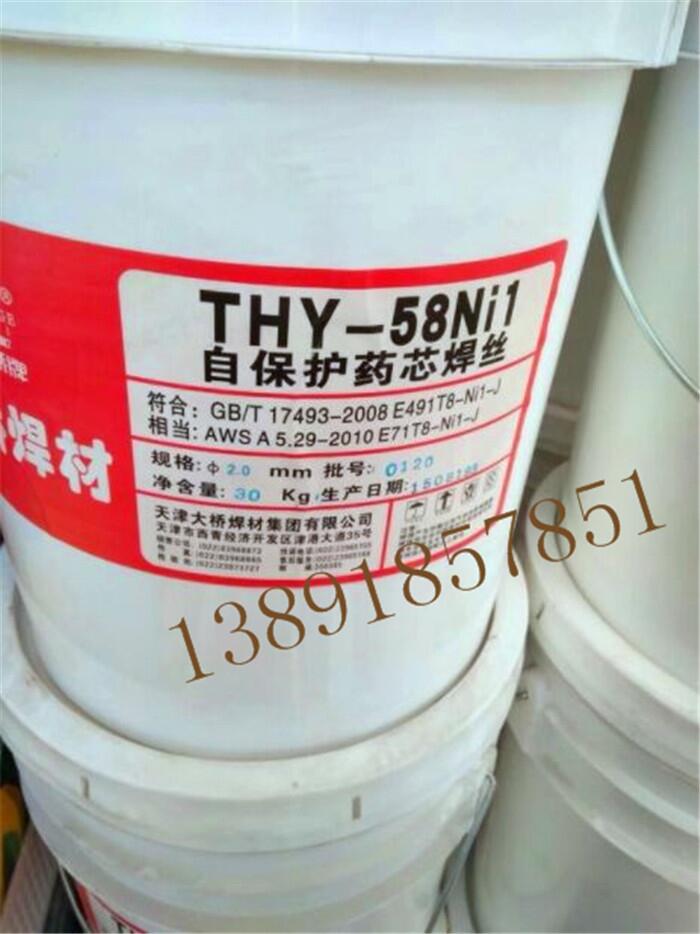 THY-58Ni1
自保护药芯焊丝
符合: GB/T 17493-2008 E491T8-Ni1-J
相当: AWS A 5.29-2010 E71T8-Ni1-J
规格: ф 2.0 mm 批号: 0120
净含量: 30 Kg 生产日期: 150819
焊材
天津大桥焊材集团有限公司
天津市西青经济开发区津港大道35号
13891857851